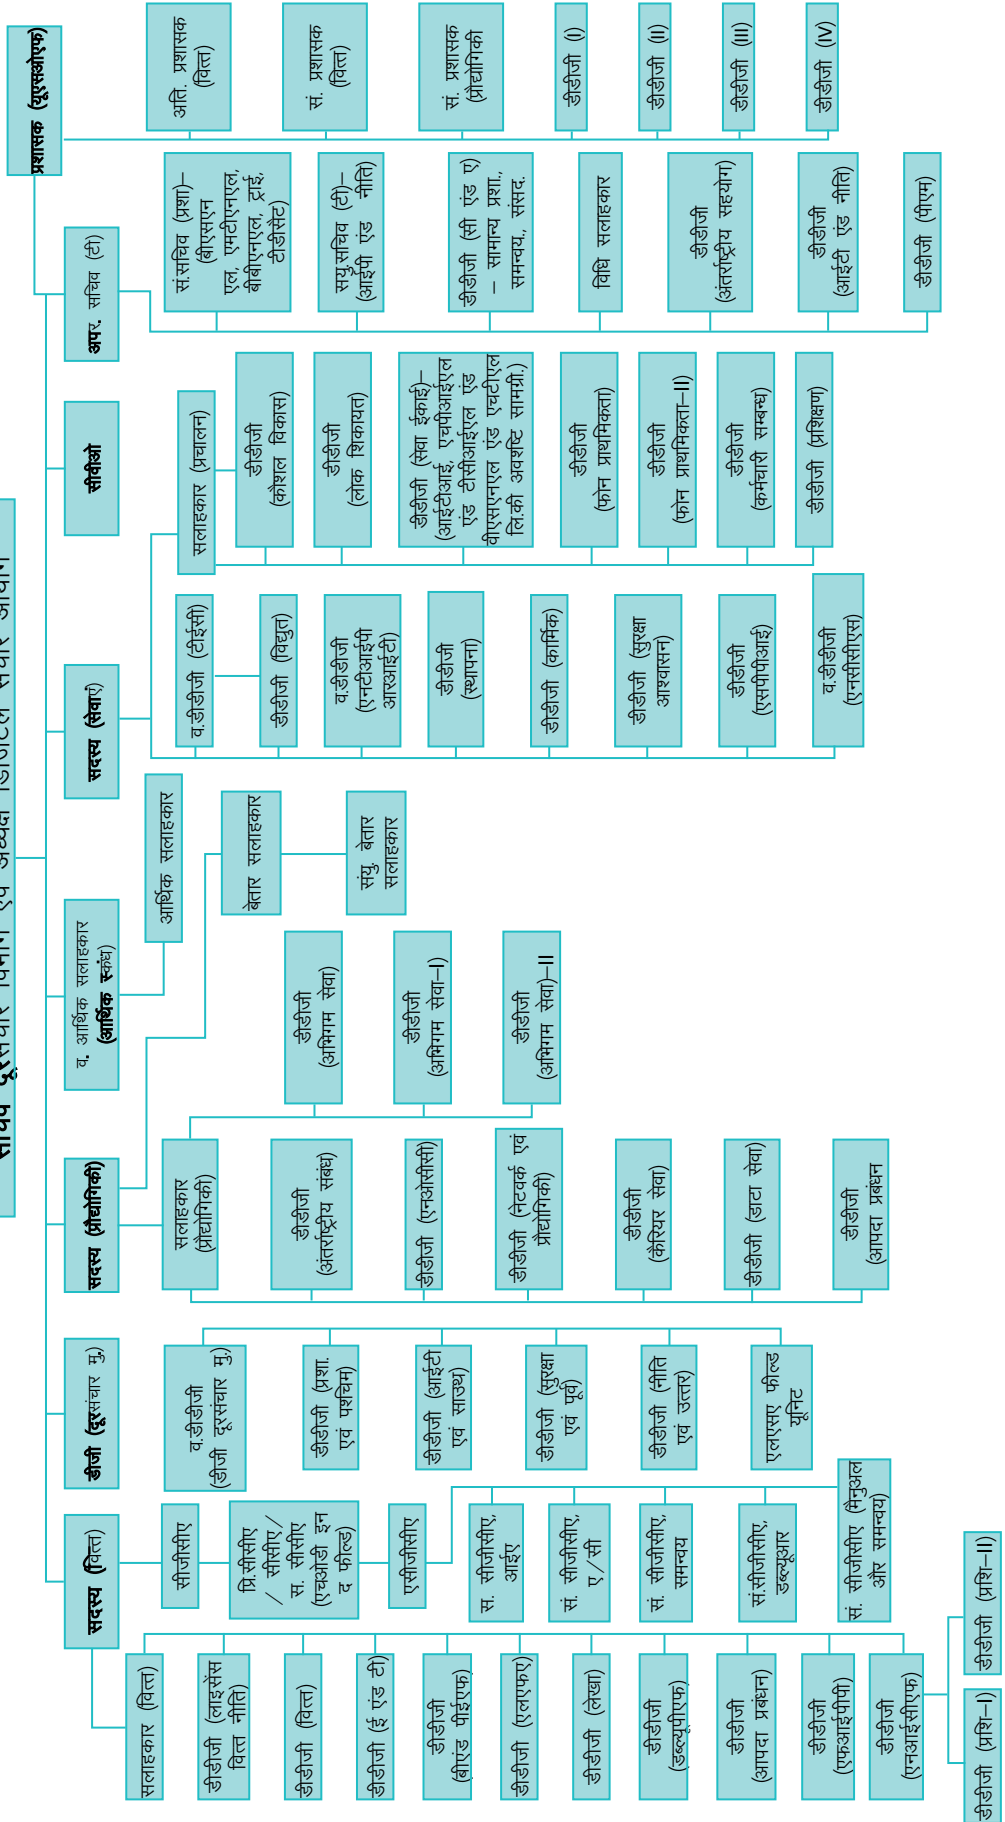 सचिव दूरसंचार विभाग एवं अध्यक्ष डिजिटल संचार आयोग
सदस्य (वित्त)
डीजी (दूरसंचार मु.)
सदस्य (प्रौद्योगिकी)
व. आर्थिक सलाहकार
(आर्थिक स्कंध)
सदस्य (सेवाएं)
सीवीओ
अपर. सचिव (टी)
प्रशासक (यूएसओएफ)
सलाहकार (वित्त)
डीडीजी (लाइसेंस
वित्त नीति)
डीडीजी (वित्त)
डीडीजी (ई एंड टी)
डीडीजी
(बीएंड पीईएफ)
डीडीजी (एलएफए)
डीडीजी (लेखा)
डीडीजी
(डब्ल्यूपीएफ)
डीडीजी
(आपदा प्रबंधन)
डीडीजी
(एफआईपीपी)
डीडीजी
(एनआईसीएफ)
डीडीजी (प्रशि–I)
डीडीजी (प्रशि–II)
सीजीसीए
प्रि.सीसीए
/ सीसीए/
स. सीसीए
(एचओडी इन
द फील्ड)
एसीजीसीए
स. सीजीसीए,
आईए
सं. सीजीसीए,
ए/सी
सं. सीजीसीए,
समन्वय
सं.सीजीसीए,
डब्ल्यूआर
सं. सीजीसीए (मैनुअल
और समन्वय)
व.डीडीजी
(डीजी दूरसंचार मु.)
डीडीजी (प्रशा.
एवं पश्चिम)
डीडीजी (आईटी
एवं साउथ)
डीडीजी (सुरक्षा
एवं पूर्व)
डीडीजी (नीति
एवं उत्तर)
एलएसए फील्ड
यूनिट
सलाहकार
(प्रौद्योगिकी)
डीडीजी
(अंतर्राष्ट्रीय संबंध)
डीडीजी (एनओसीसी)
डीडीजी (नेटवर्क एवं
प्रौद्योगिकी)
डीडीजी
(कैरियर सेवा)
डीडीजी (डाटा सेवा)
डीडीजी
(आपदा प्रबंधन
डीडीजी
(अभिगम सेवा)
डीडीजी
(अभिगम सेवा–I)
डीडीजी
(अभिगम सेवा)–II
आर्थिक सलाहकार
बेतार सलाहकार
संयु. बेतार
सलाहकार
व.डीडीजी (टीईसी)
डीडीजी (विद्युत)
व.डीडीजी
(एनटीआईपी
आरआईटी)
डीडीजी
(स्थापना)
डीडीजी (कार्मिक)
डीडीजी (सुरक्षा
आश्वासन)
डीडीजी
(एसपीपीआई)
व.डीडीजी
(एनसीसीएस)
सलाहकार (प्रचालन)
डीडीजी
(कौशल विकास)
डीडीजी
(लोक शिकायत)
डीडीजी (सेवा ईकाई)–
(आईटीआई, एचपीआईएल
एंड टीसीआईएल एंड
वीएसएनएल एंड एचटीएल
लि.की अवशष्टि सामग्री.)
डीडीजी
(फोन प्राथमिकता)
डीडीजी
(फोन प्राथमिकता–II)
डीडीजी
(कर्मचारी सम्बन्ध)
डीडीजी (प्रशिक्षण)
सं.सचिव (प्रशा)–
(बीएसएन
एल, एमटीएनएल,
बीबीएनएल, ट्राई,
टीडीसैट)
सयु.सचिव (टी)–
(आईपी एंड नीति)
डीडीजी (सी एंड ए)
– सामान्य प्रशा.,
समन्वय., संसद.
विधि सलाहकार
डीडीजी
(अंतर्राष्ट्रीय सहयोग)
डीडीजी
(आईटी एंड नीति)
डीडीजी (पीएम)
अति. प्रशासक
(वित्त)
सं. प्रशासक
(वित्त)
सं. प्रशासक
(प्रौद्योगिकी
डीडीजी (I)
डीडीजी (II)
डीडीजी (III)
डीडीजी (IV)